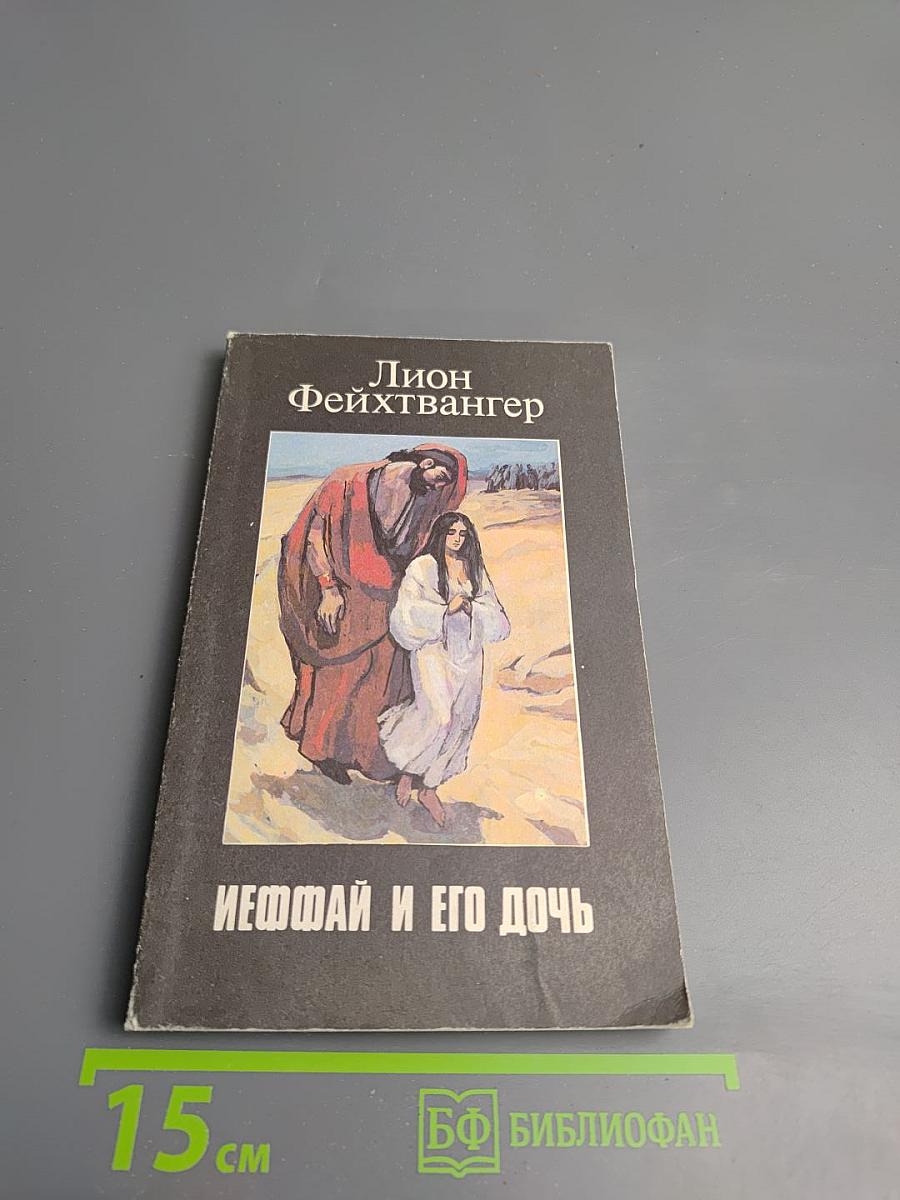 Лион
Фейхтвангер
ИЕФФАЙ И ЕГО ДОЧЬ
15 см
БФ БИБЛИОФАН